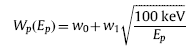 W_p(E_p) = w_0 + w_1 √(100 keV / E_p)